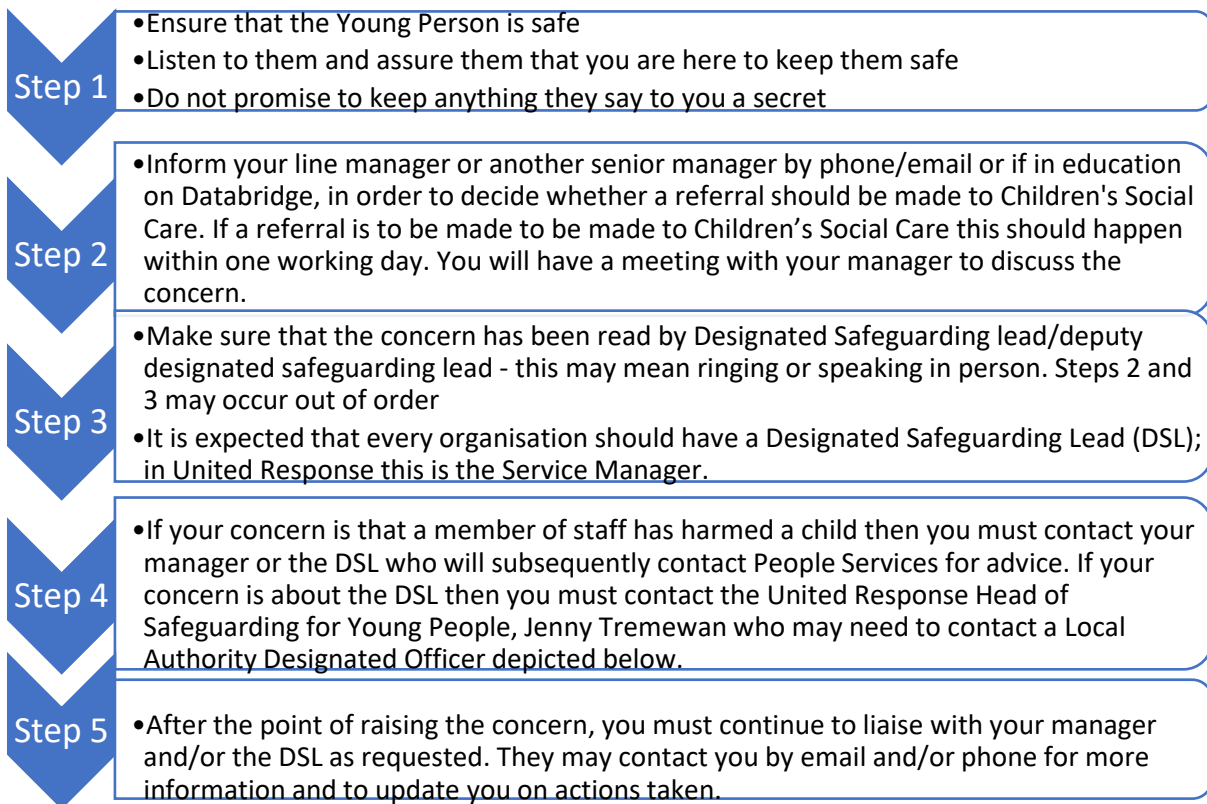 Step 1
•Ensure that the Young Person is safe
•Listen to them and assure them that you are here to keep them safe
•Do not promise to keep anything they say to you a secret
Step 2
•Inform your line manager or another senior manager by phone/email or if in education
on Databridge, in order to decide whether a referral should be made to Children's Social
Care. If a referral is to be made to be made to Children’s Social Care this should happen
within one working day. You will have a meeting with your manager to discuss the
concern.
Step 3
•Make sure that the concern has been read by Designated Safeguarding lead/deputy
designated safeguarding lead - this may mean ringing or speaking in person. Steps 2 and
3 may occur out of order
•It is expected that every organisation should have a Designated Safeguarding Lead (DSL);
in United Response this is the Service Manager.
Step 4
•If your concern is that a member of staff has harmed a child then you must contact your
manager or the DSL who will subsequently contact People Services for advice. If your
concern is about the DSL then you must contact the United Response Head of
Safeguarding for Young People, Jenny Tremewan who may need to contact a Local
Authority Designated Officer depicted below.
Step 5
•After the point of raising the concern, you must continue to liaise with your manager
and/or the DSL as requested. They may contact you by email and/or phone for more
information and to update you on actions taken.